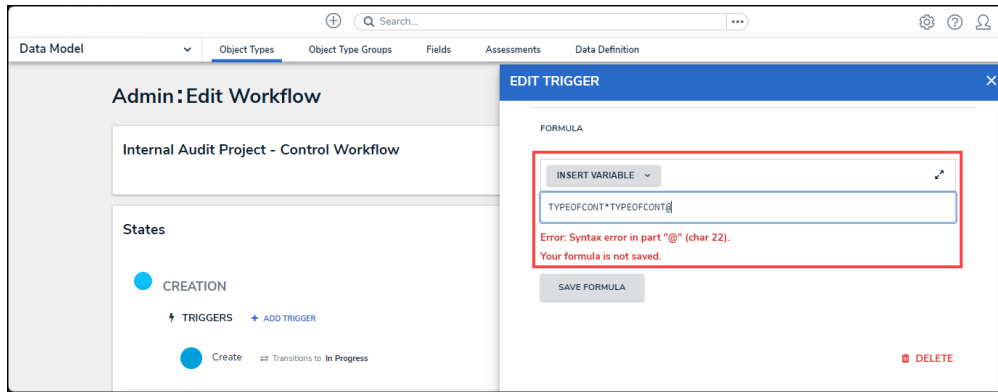 Search...
Data Model
Object Types Object Type Groups Fields Assessments Data Definition
EDIT TRIGGER
Admin:Edit Workflow
FORMULA
Internal Audit Project - Control Workflow
INSERT VARIABLE
TYPEOFCONT*TYPEOFCONT@
Error: Syntax error in part "@" (char 22).
Your formula is not saved.
States
SAVE FORMULA
CREATION
TRIGGERS + ADD TRIGGER
Create Transitions to In Progress
DELETE